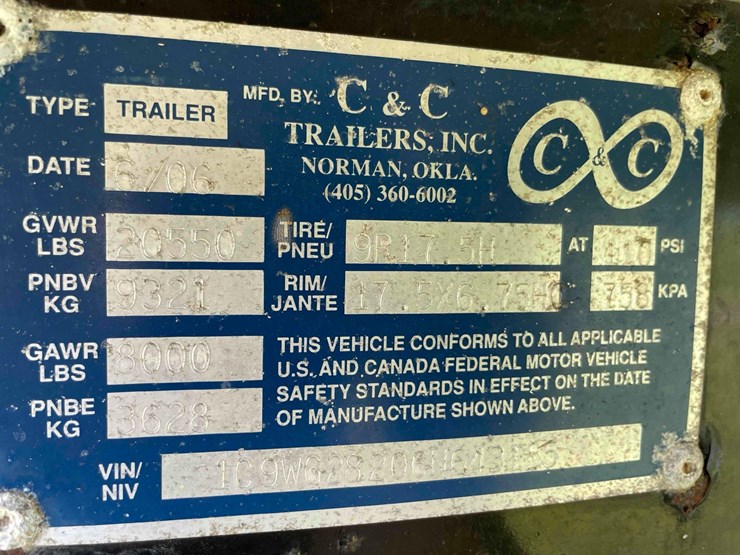 TYPE TRAILER
MFD. BY: C & C
TRAILERS, INC.
NORMAN, OKLA.
(405) 360-6002
C & C
DATE 6/06
GVWR LBS 20550
TIRE/PNEU 9R17.5H AT PSI
PNBV KG 9321
RIM/JANTE 17.5X6.75HC 758 KPA
GAWR LBS 8000
PNBE KG 3628
THIS VEHICLE CONFORMS TO ALL APPLICABLE
U.S. AND CANADA FEDERAL MOTOR VEHICLE
SAFETY STANDARDS IN EFFECT ON THE DATE
OF MANUFACTURE SHOWN ABOVE.
VIN/NIV